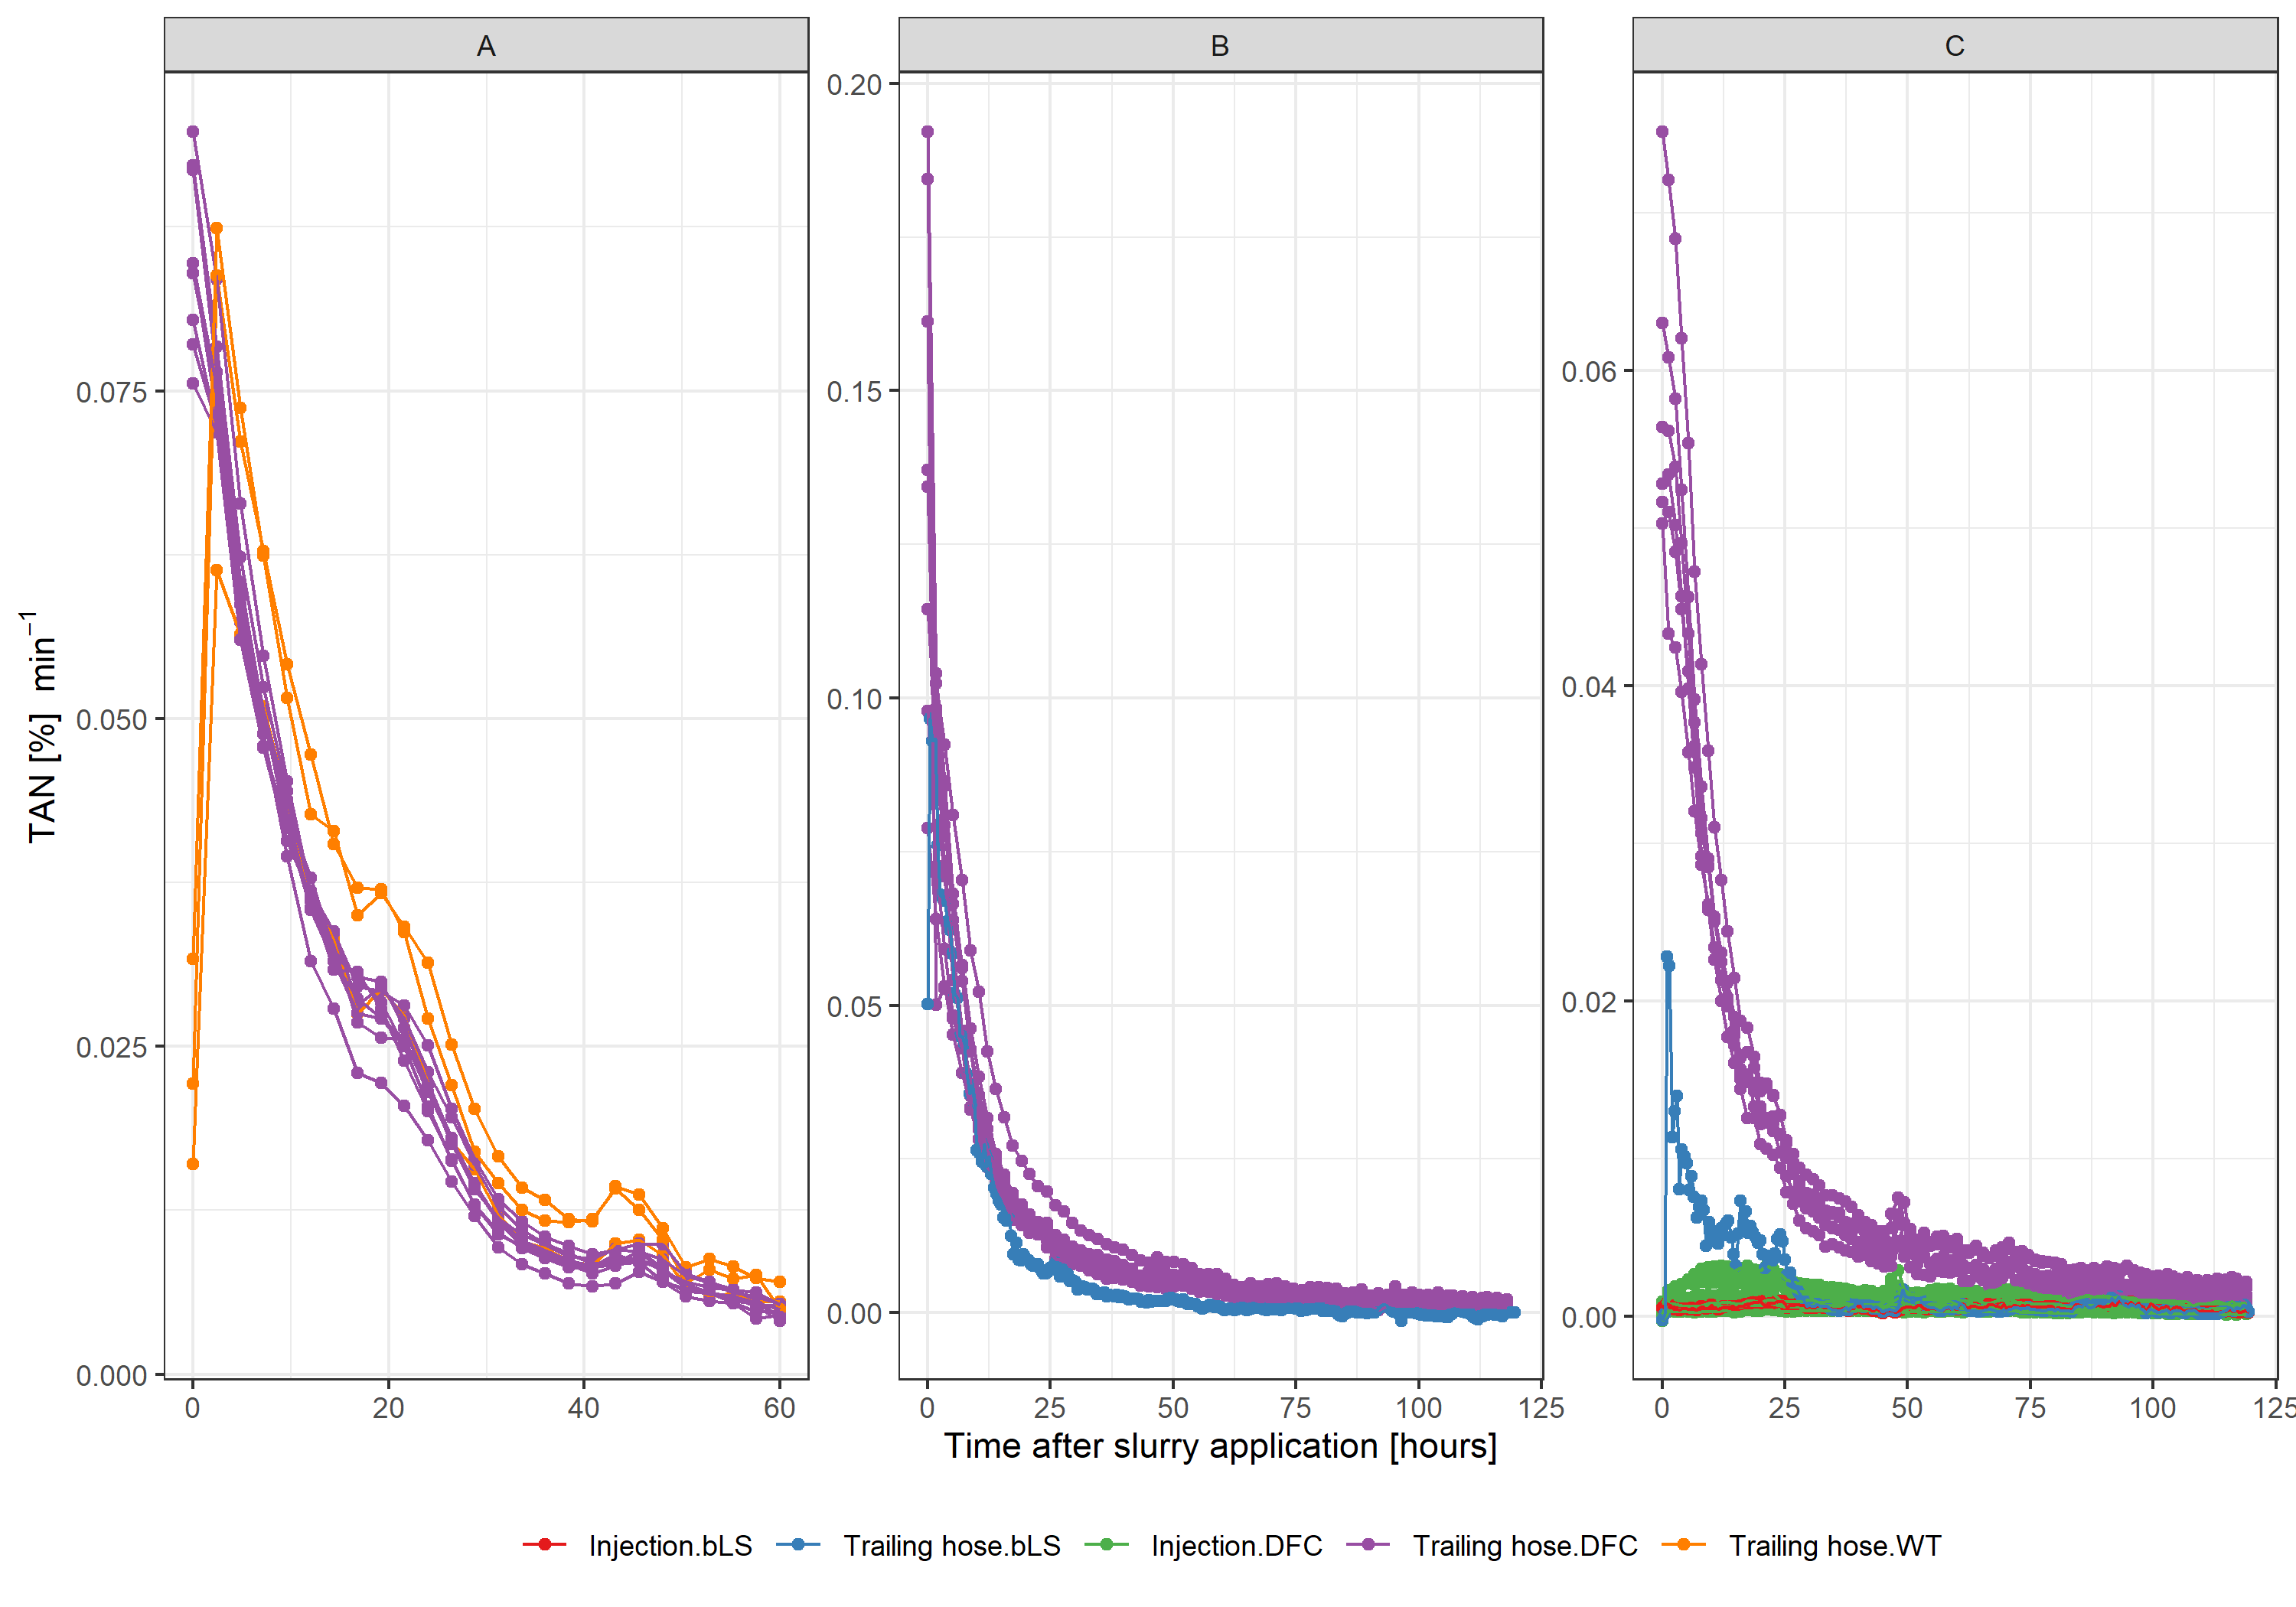 A
B
C
TAN [%] min⁻¹
0.075
0.050
0.025
0.000
0.20
0.15
0.10
0.05
0.00
0.06
0.04
0.02
0.00
0 20 40 60
0 25 50 75 100 125
0 25 50 75 100 125
Time after slurry application [hours]
Injection.bLS Trailing hose.bLS Injection.DFC Trailing hose.DFC Trailing hose.WT